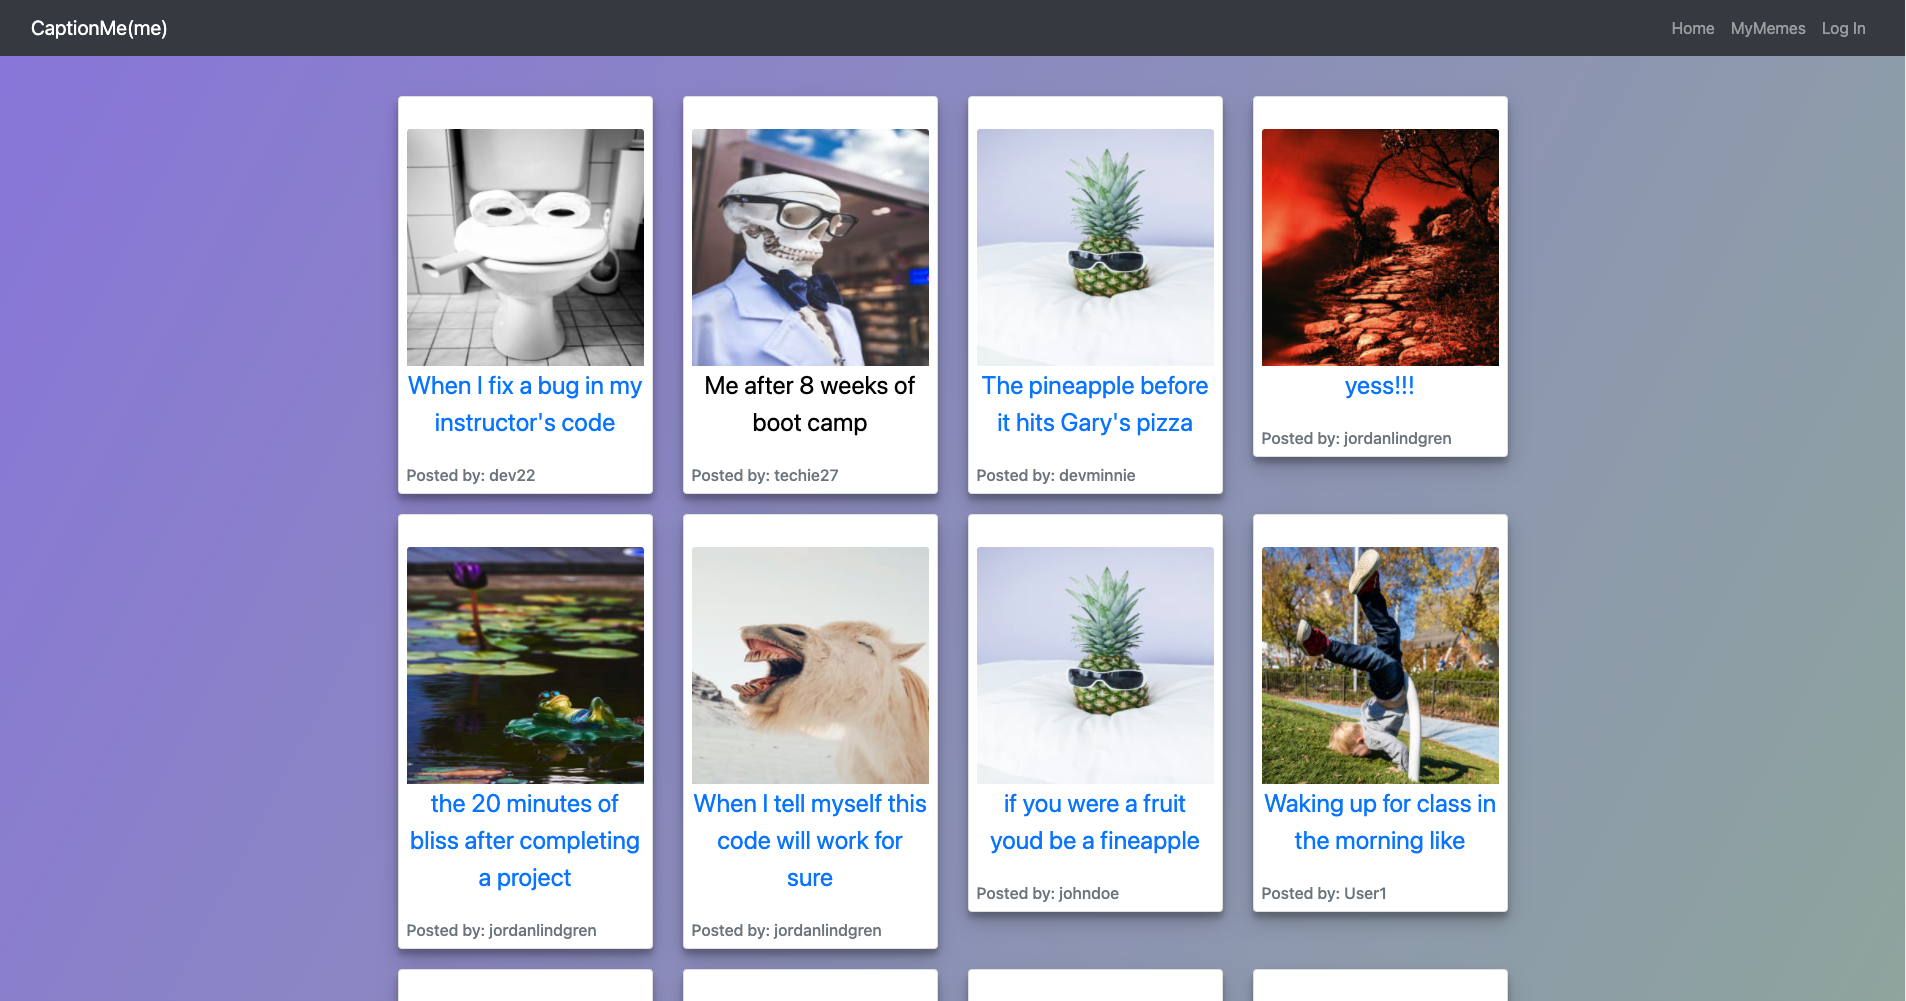 CaptionMe(me)
Home MyMemes Log In
When I fix a bug in my
instructor's code
Posted by: dev22
Me after 8 weeks of
boot camp
Posted by: techie27
The pineapple before
it hits Gary's pizza
Posted by: devminnie
yess!!!
Posted by: jordanlindgren
the 20 minutes of
bliss after completing
a project
Posted by: jordanlindgren
When I tell myself this
code will work for
sure
Posted by: jordanlindgren
if you were a fruit
youd be a fineapple
Posted by: johndoe
Waking up for class in
the morning like
Posted by: User1